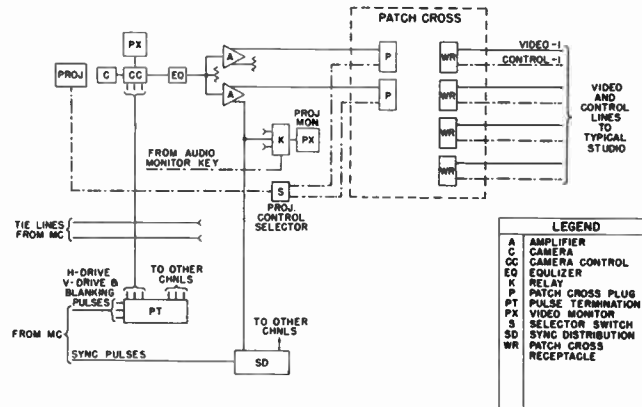 PATCH CROSS
PX
PROJ
C
CC
EQ
A
A
P
P
WR
WR
WR
WR
VIDEO-1
CONTROL-1
VIDEO
AND
CONTROL
LINES
TO
TYPICAL
STUDIO
PROJ
MON
K
PX
FROM AUDIO
MONITOR KEY
S
PROJ.
CONTROL
SELECTOR
TIE LINES
FROM MC
H-DRIVE
V-DRIVE &
BLANKING
PULSES
TO OTHER
CHNLS
PT
FROM MC
SYNC PULSES
TO OTHER
CHNLS
SD
LEGEND
A AMPLIFIER
C CAMERA
CC CAMERA CONTROL
EQ EQULIZER
K RELAY
P PATCH CROSS PLUG
PT PULSE TERMINATION
PX VIDEO MONITOR
S SELECTOR SWITCH
SD SYNC DISTRIBUTION
WR PATCH CROSS
RECEPTACLE